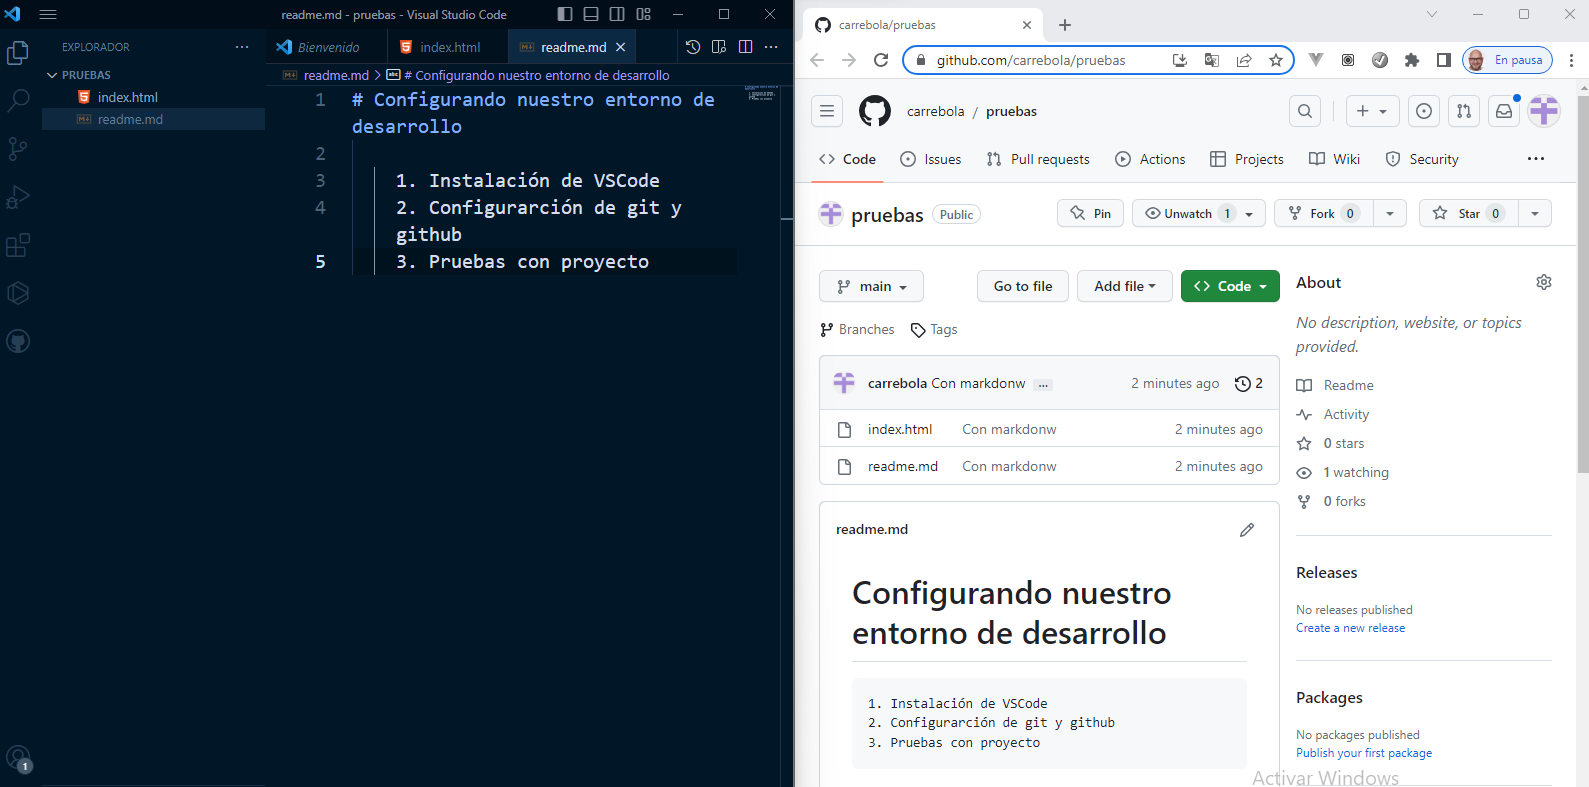 readme.md - pruebas - Visual Studio Code
EXPLORADOR
PRUEBAS
index.html
readme.md
1
Bienvenido
index.html
readme.md
readme.md > # Configurando nuestro entorno de desarrollo
1 # Configurando nuestro entorno de
desarrollo
2
3 1. Instalación de VSCode
4 2. Configurarción de git y
github
5 3. Pruebas con proyecto
carrebola/pruebas
github.com/carrebola/pruebas
En pausa
carrebola / pruebas
Code Issues Pull requests Actions Projects Wiki Security
pruebas Public
Pin Unwatch 1 Fork 0 Star 0
main Go to file Add file Code
Branches Tags
carrebola Con markdonw ... 2 minutes ago 2
index.html Con markdonw 2 minutes ago
readme.md Con markdonw 2 minutes ago
readme.md
Configurando nuestro
entorno de desarrollo
1. Instalación de VSCode
2. Configurarción de git y github
3. Pruebas con proyecto
About
No description, website, or topics
provided.
Readme
Activity
0 stars
1 watching
0 forks
Releases
No releases published
Create a new release
Packages
No packages published
Publish your first package
Activar Windows